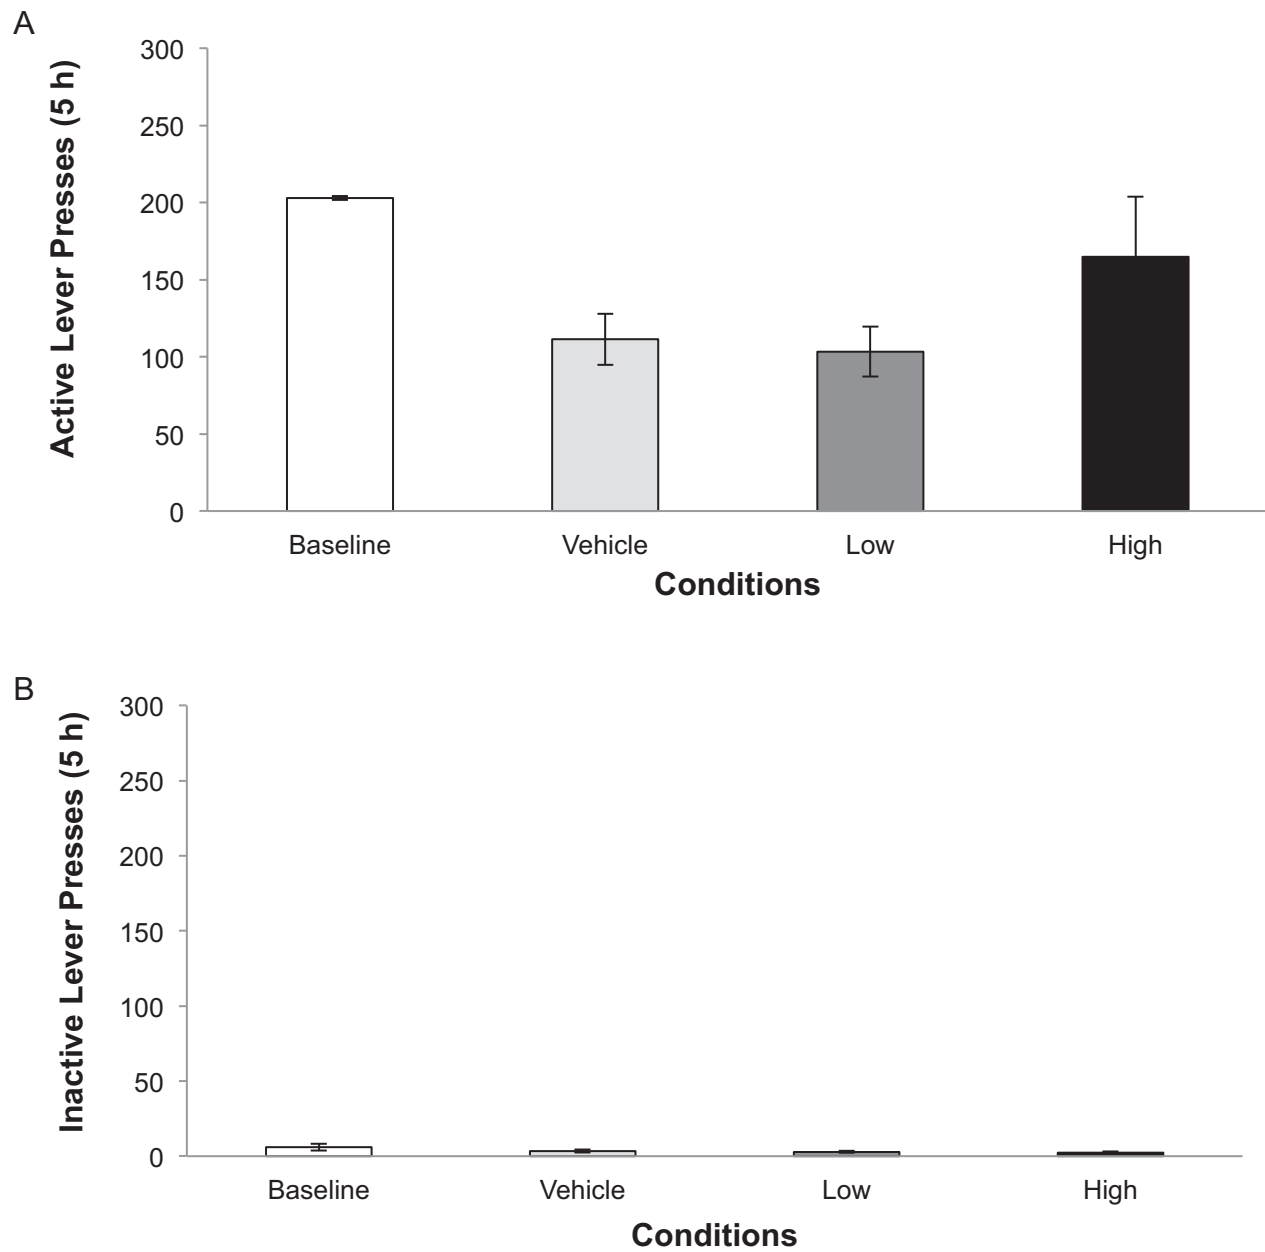 A
Active Lever Presses (5 h)
300
250
200
150
100
50
0
Baseline Vehicle Low High
Conditions
B
Inactive Lever Presses (5 h)
300
250
200
150
100
50
0
Baseline Vehicle Low High
Conditions